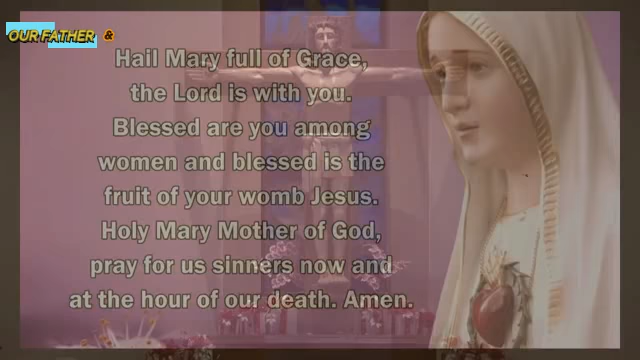 OUR FATHER &
Hail Mary full of Grace,
the Lord is with you.
Blessed are you among
women and blessed is the
fruit of your womb Jesus.
Holy Mary Mother of God,
pray for us sinners now and
at the hour of our death. Amen.